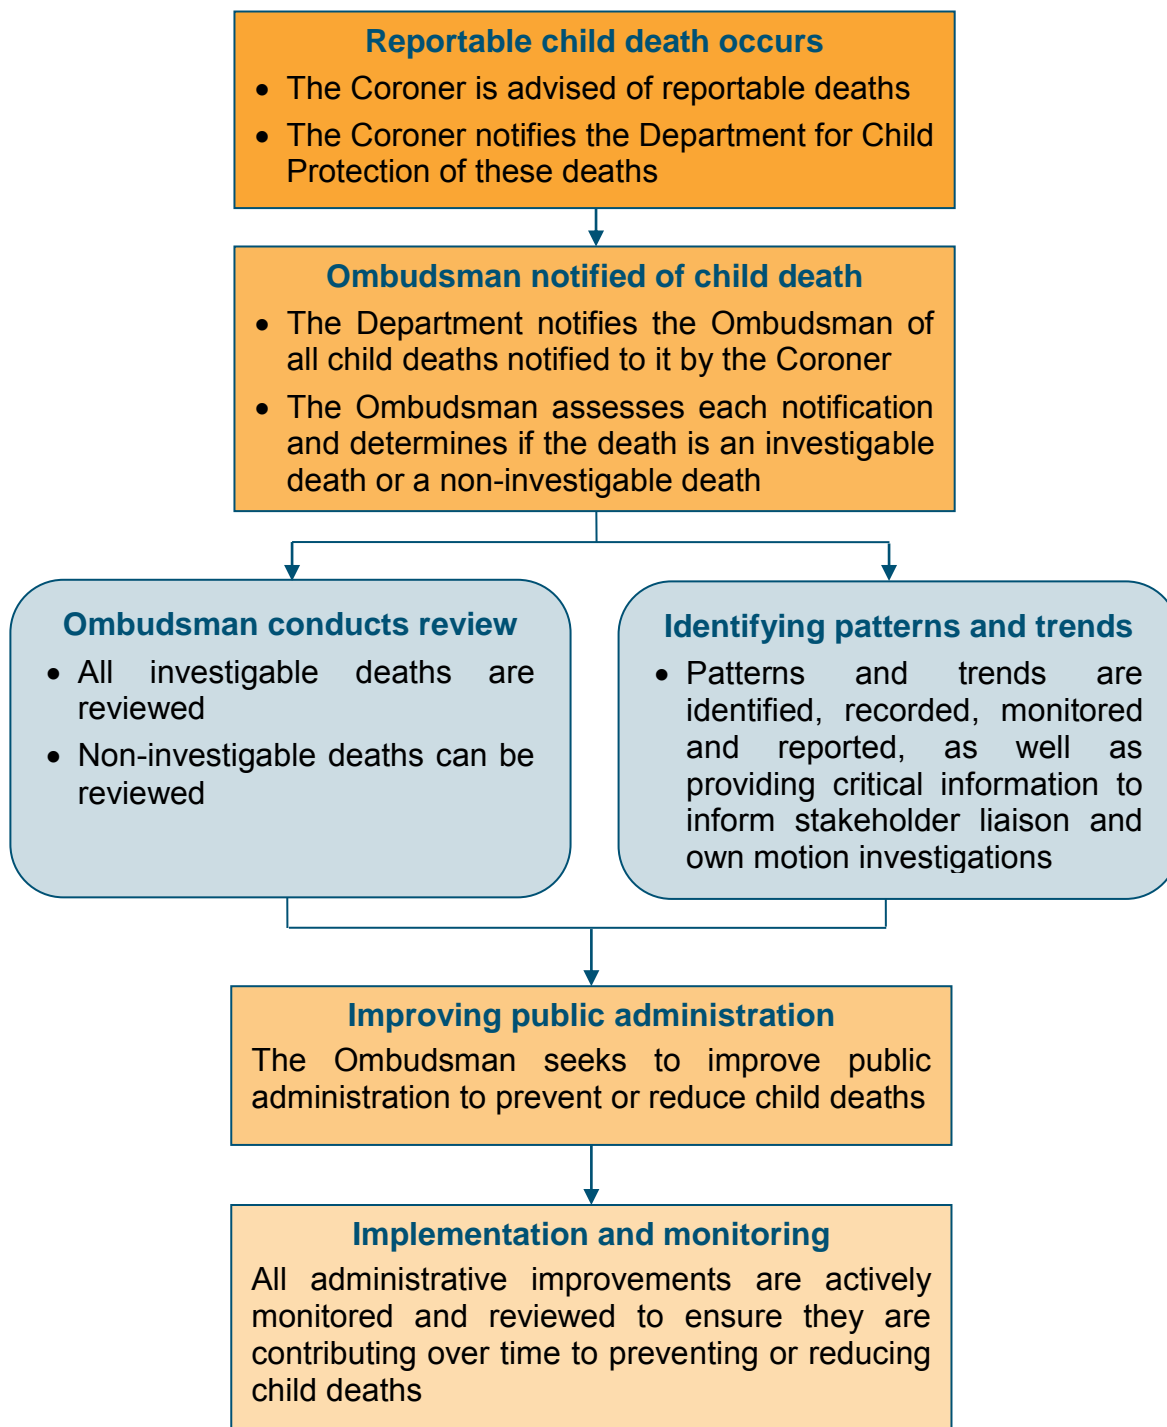 Reportable child death occurs
• The Coroner is advised of reportable deaths
• The Coroner notifies the Department for Child
Protection of these deaths
Ombudsman notified of child death
• The Department notifies the Ombudsman of
all child deaths notified to it by the Coroner
• The Ombudsman assesses each notification
and determines if the death is an investigable
death or a non-investigable death
Ombudsman conducts review
• All investigable deaths are
reviewed
• Non-investigable deaths can be
reviewed
Identifying patterns and trends
• Patterns and trends are
identified, recorded, monitored
and reported, as well as
providing critical information to
inform stakeholder liaison and
own motion investigations
Improving public administration
The Ombudsman seeks to improve public
administration to prevent or reduce child deaths
Implementation and monitoring
All administrative improvements are actively
monitored and reviewed to ensure they are
contributing over time to preventing or reducing
child deaths